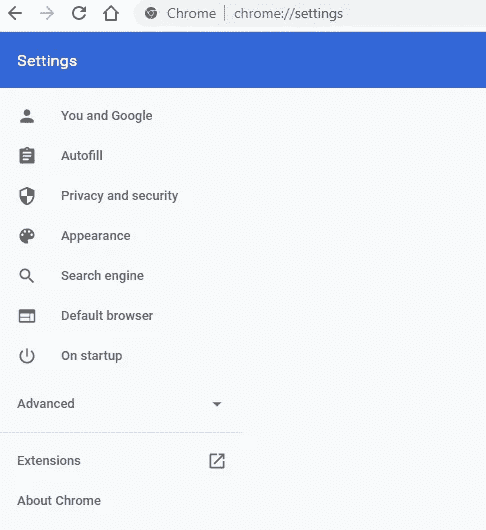 Chrome | chrome://settings
Settings
You and Google
Autofill
Privacy and security
Appearance
Search engine
Default browser
On startup
Advanced
Extensions
About Chrome